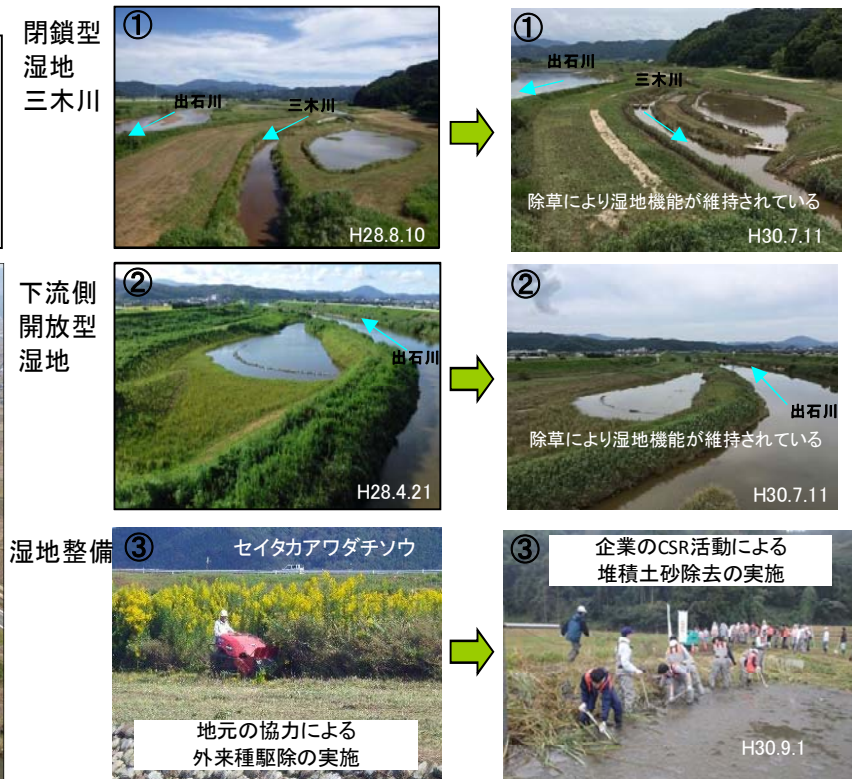 閉鎖型
湿地
三木川
①
出石川
三木川
H28.8.10
①
出石川
三木川
除草により湿地機能が維持されている
H30.7.11
下流側
開放型
湿地
②
出石川
H28.4.21
②
出石川
除草により湿地機能が維持されている
H30.7.11
湿地整備
③
セイタカアワダチソウ
地元の協力による
外来種駆除の実施
③
企業のCSR活動による
堆積土砂除去の実施
H30.9.1